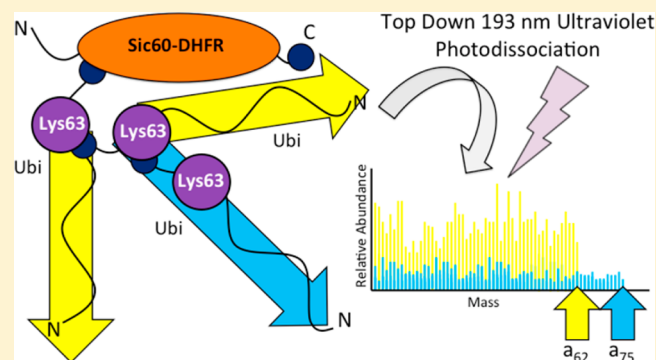 Top Down 193 nm Ultraviolet
Photodissociation
N
Sic60-DHFR
C
Lys63
Lys63
N
Ubi
Ubi
Lys63
Ubi
N
N
Relative Abundance
Mass
a62
a75